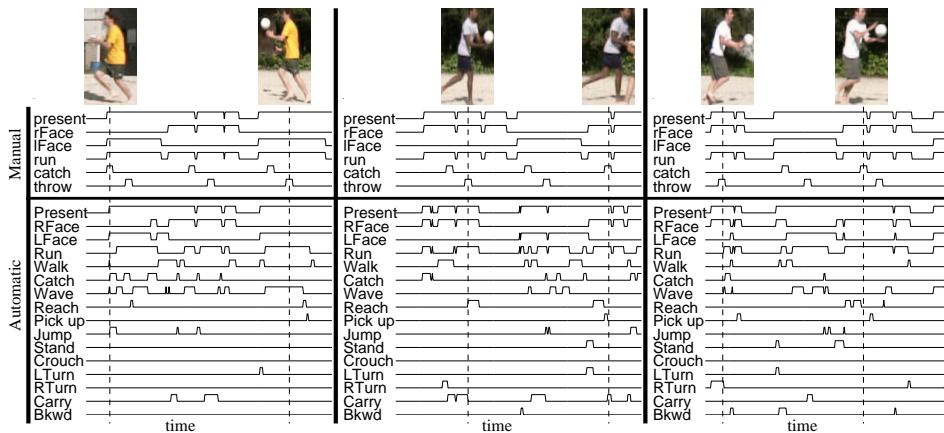 Manual
present
rFace
lFace
run
catch
throw
present
rFace
lFace
run
catch
throw
present
rFace
lFace
run
catch
throw
Automatic
Present
RFace
LFace
Run
Walk
Catch
Wave
Reach
Pick up
Jump
Stand
Crouch
LTurn
RTurn
Carry
Bkwd
time
Present
RFace
LFace
Run
Walk
Catch
Wave
Reach
Pick up
Jump
Stand
Crouch
LTurn
RTurn
Carry
Bkwd
time
Present
RFace
LFace
Run
Walk
Catch
Wave
Reach
Pick up
Jump
Stand
Crouch
LTurn
RTurn
Carry
Bkwd
time